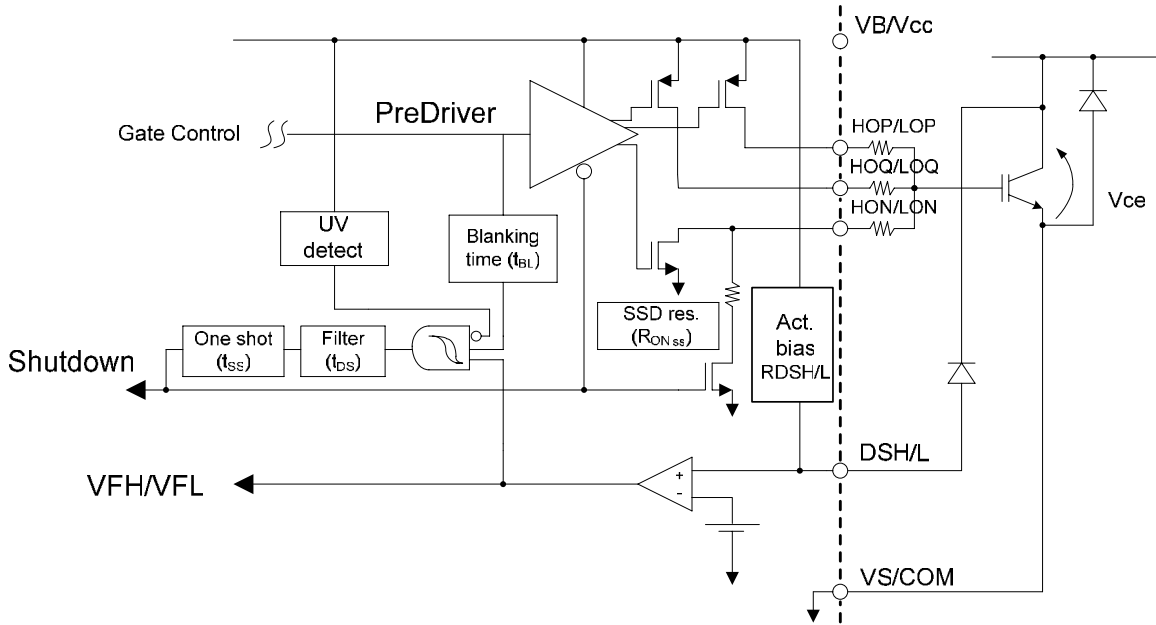 VB/Vcc
PreDriver
Gate Control
HOP/LOP
HOQ/LOQ
HON/LON
Vce
UV
detect
Blanking
time (tBL)
SSD res.
(RON ss)
Act.
bias
RDSH/L
One shot
(tSS)
Filter
(tDS)
Shutdown
DSH/L
VFH/VFL
+
-
VS/COM